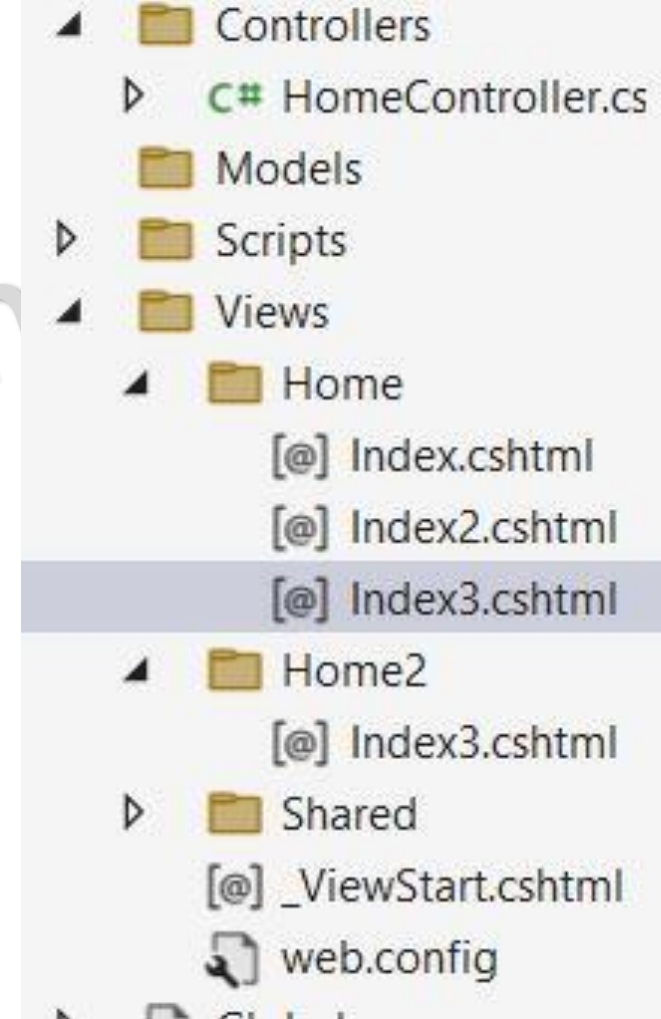 Controllers
C# HomeController.cs
Models
Scripts
Views
Home
[@] Index.cshtml
[@] Index2.cshtml
[@] Index3.cshtml
Home2
[@] Index3.cshtml
Shared
[@] _ViewStart.cshtml
web.config